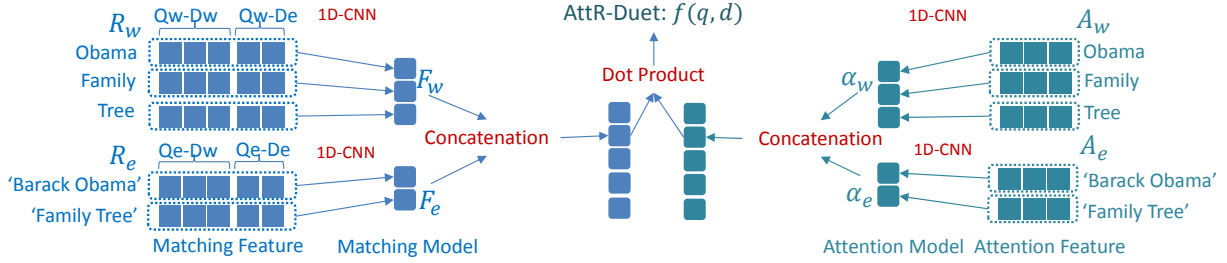 R_w
Qw-Dw
Qw-De
1D-CNN
Obama
Family
Tree
F_w
R_e
Qe-Dw
Qe-De
1D-CNN
'Barack Obama'
'Family Tree'
F_e
Matching Feature
Matching Model
Concatenation
AttR-Duet: f(q, d)
Dot Product
Concatenation
1D-CNN
A_w
Obama
Family
Tree
α_w
1D-CNN
A_e
'Barack Obama'
'Family Tree'
α_e
Attention Model
Attention Feature